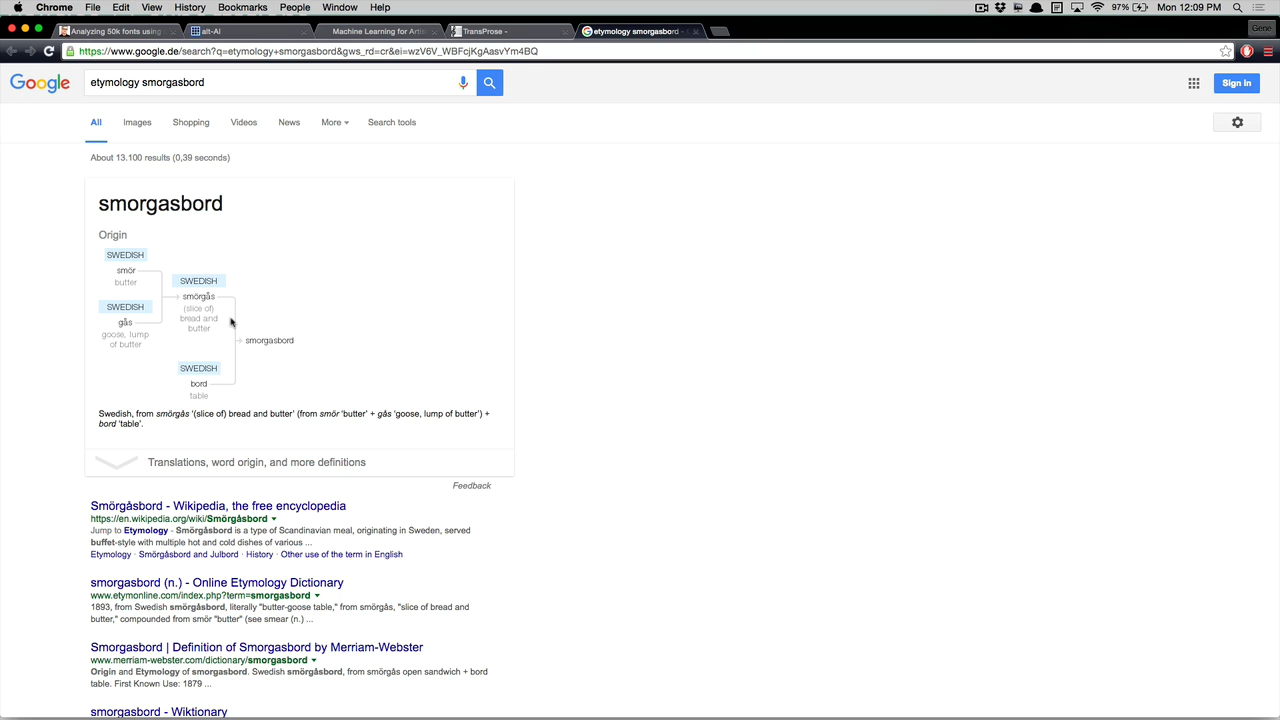 Chrome File Edit View History Bookmarks People Window Help 97% Mon 12:09 PM
Analyzing 50k fonts using alt-AI Machine Learning for Artis TransProse - etymology smorgasbord - Gene
https://www.google.de/search?q=etymology+smorgasbord&gws_rd=cr&ei=wzV6V_WBFcjKgAasvYm4BQ
Google etymology smorgasbord Sign in
All Images Shopping Videos News More Search tools
About 13.100 results (0,39 seconds)
smorgasbord
Origin
SWEDISH
smör
butter
SWEDISH
gås
goose, lump
of butter
SWEDISH
smörgås
(slice of)
bread and
butter
SWEDISH
bord
table
smorgasbord
Swedish, from smörgås '(slice of) bread and butter' (from smör 'butter' + gås 'goose, lump of butter') +
bord 'table'.
Translations, word origin, and more definitions
Feedback
Smörgåsbord - Wikipedia, the free encyclopedia
https://en.wikipedia.org/wiki/Smörgåsbord
Jump to Etymology - Smörgåsbord is a type of Scandinavian meal, originating in Sweden, served
buffet-style with multiple hot and cold dishes of various ...
Etymology · Smörgåsbord and Julbord · History · Other use of the term in English
smorgasbord (n.) - Online Etymology Dictionary
www.etymonline.com/index.php?term=smorgasbord
1893, from Swedish smörgåsbord, literally "butter-goose table," from smörgås, "slice of bread and
butter," compounded from smör "butter" (see smear (n.) ...
Smorgasbord | Definition of Smorgasbord by Merriam-Webster
www.merriam-webster.com/dictionary/smorgasbord
Origin and Etymology of smorgasbord. Swedish smörgåsbord, from smörgås open sandwich + bord
table. First Known Use: 1879 ...
smorgasbord - Wiktionary